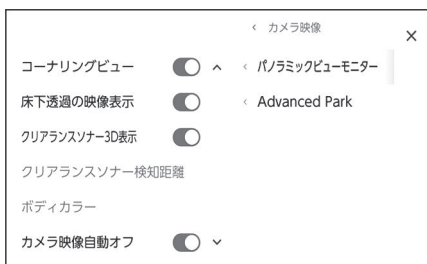 カメラ映像
コーナリングビュー
床下透過の映像表示
クリアランスソナー3D表示
クリアランスソナー検知距離
ボディカラー
カメラ映像自動オフ
パノラミックビューモニター
Advanced Park